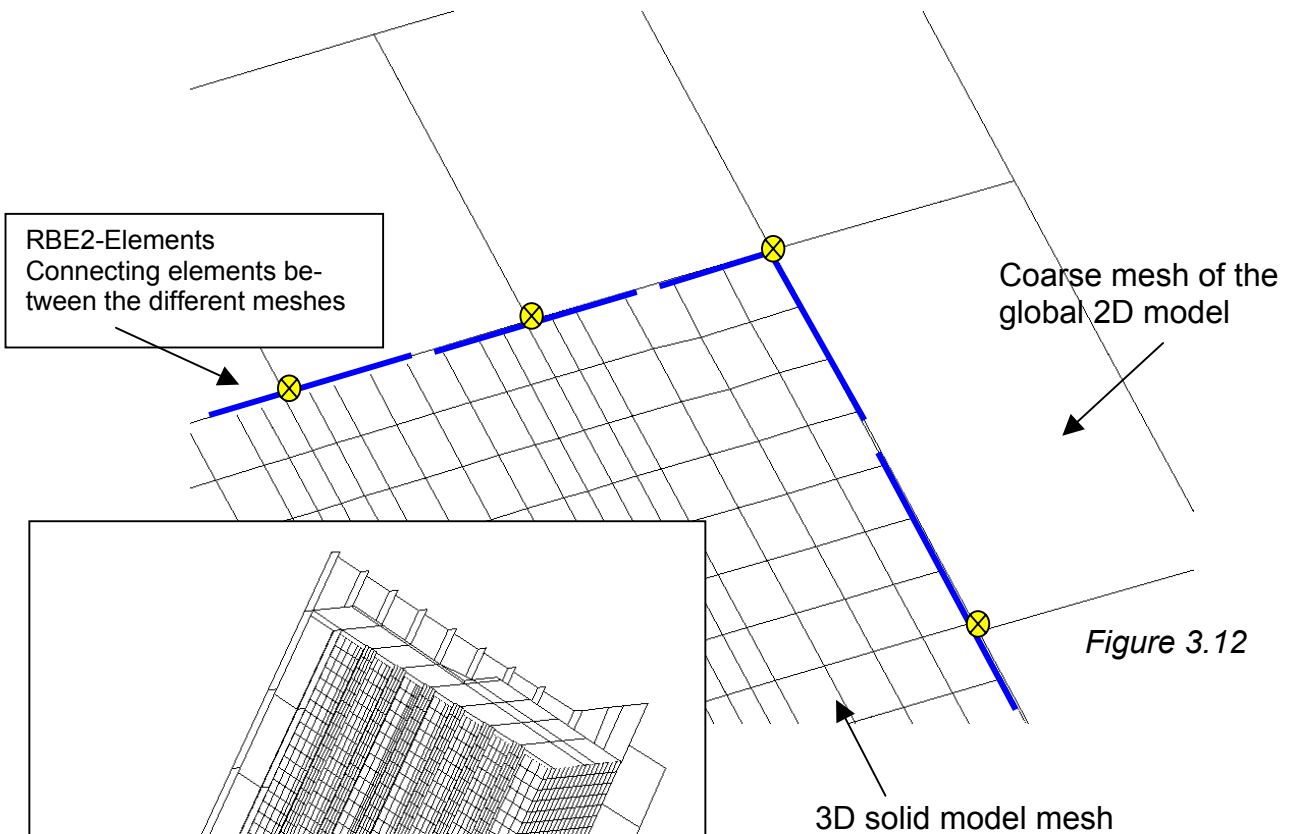 RBE2-Elements
Connecting elements be-
tween the different meshes
Coarse mesh of the
global 2D model
Figure 3.12
3D solid model mesh